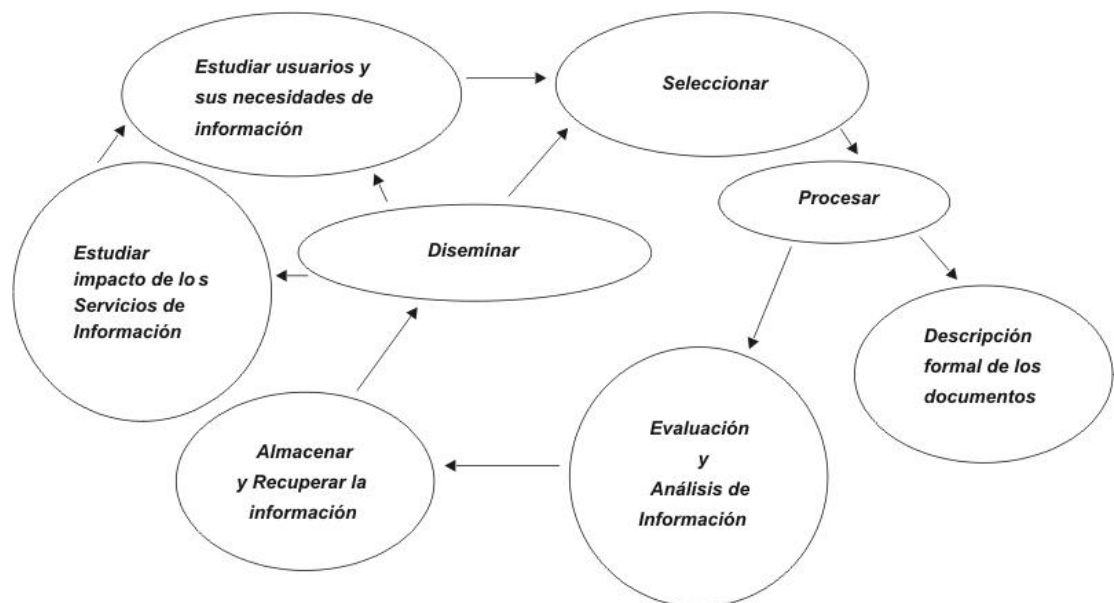 Estudiar usuarios y
sus necesidades de
información
Seleccionar
Procesar
Diseminar
Estudiar
impacto de los
Servicios de
Información
Descripción
formal de los
documentos
Evaluación
y
Análisis de
Información
Almacenar
y Recuperar la
información